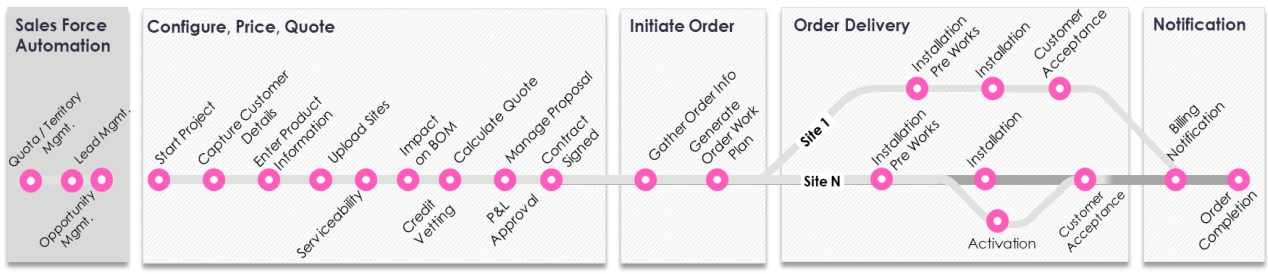 Sales Force
Automation
Quota / Territory
Mgmt.
Lead Mgmt.
Opportunity
Mgmt.
Configure, Price, Quote
Start Project
Capture Customer
Details
Enter Product
Information
Upload Sites
Serviceability
Impact
on BOM
Credit
Vetting
Calculate Quote
Manage Proposal
P&L
Approval
Contract
Signed
Initiate Order
Gather Order Info
Generate
Order Work
Plan
Order Delivery
Site 1
Installation
Pre Works
Installation
Customer
Acceptance
Site N
Installation
Pre Works
Installation
Activation
Customer
Acceptance
Notification
Billing
Notification
Order
Completion